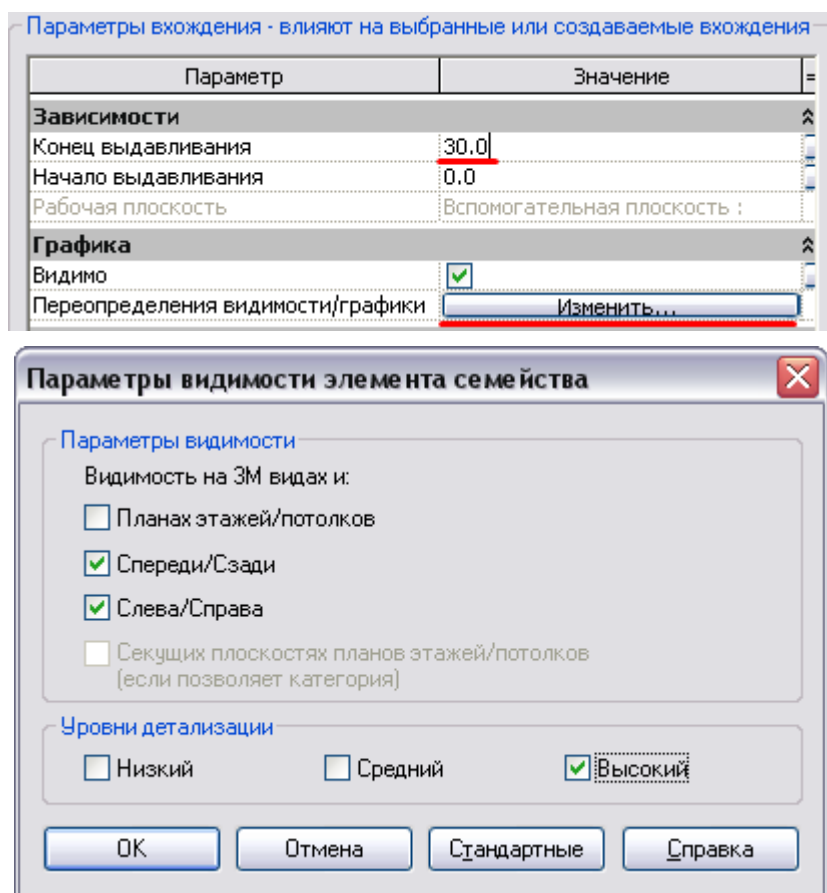 Параметры вхождения - влияют на выбранные или создаваемые вхождения
Параметр Значение =
Зависимости
Конец выдавливания 30.0
Начало выдавливания 0.0
Рабочая плоскость Вспомогательная плоскость :
Графика
Видимо
Переопределения видимости/графики Изменить...
Параметры видимости элемента семейства
Параметры видимости
Видимость на 3М видах и:
Планах этажей/потолков
Спереди/Сзади
Слева/Справа
Секущих плоскостях планов этажей/потолков
(если позволяет категория)
Уровни детализации
Низкий Средний Высокий
OK Отмена Стандартные Справка